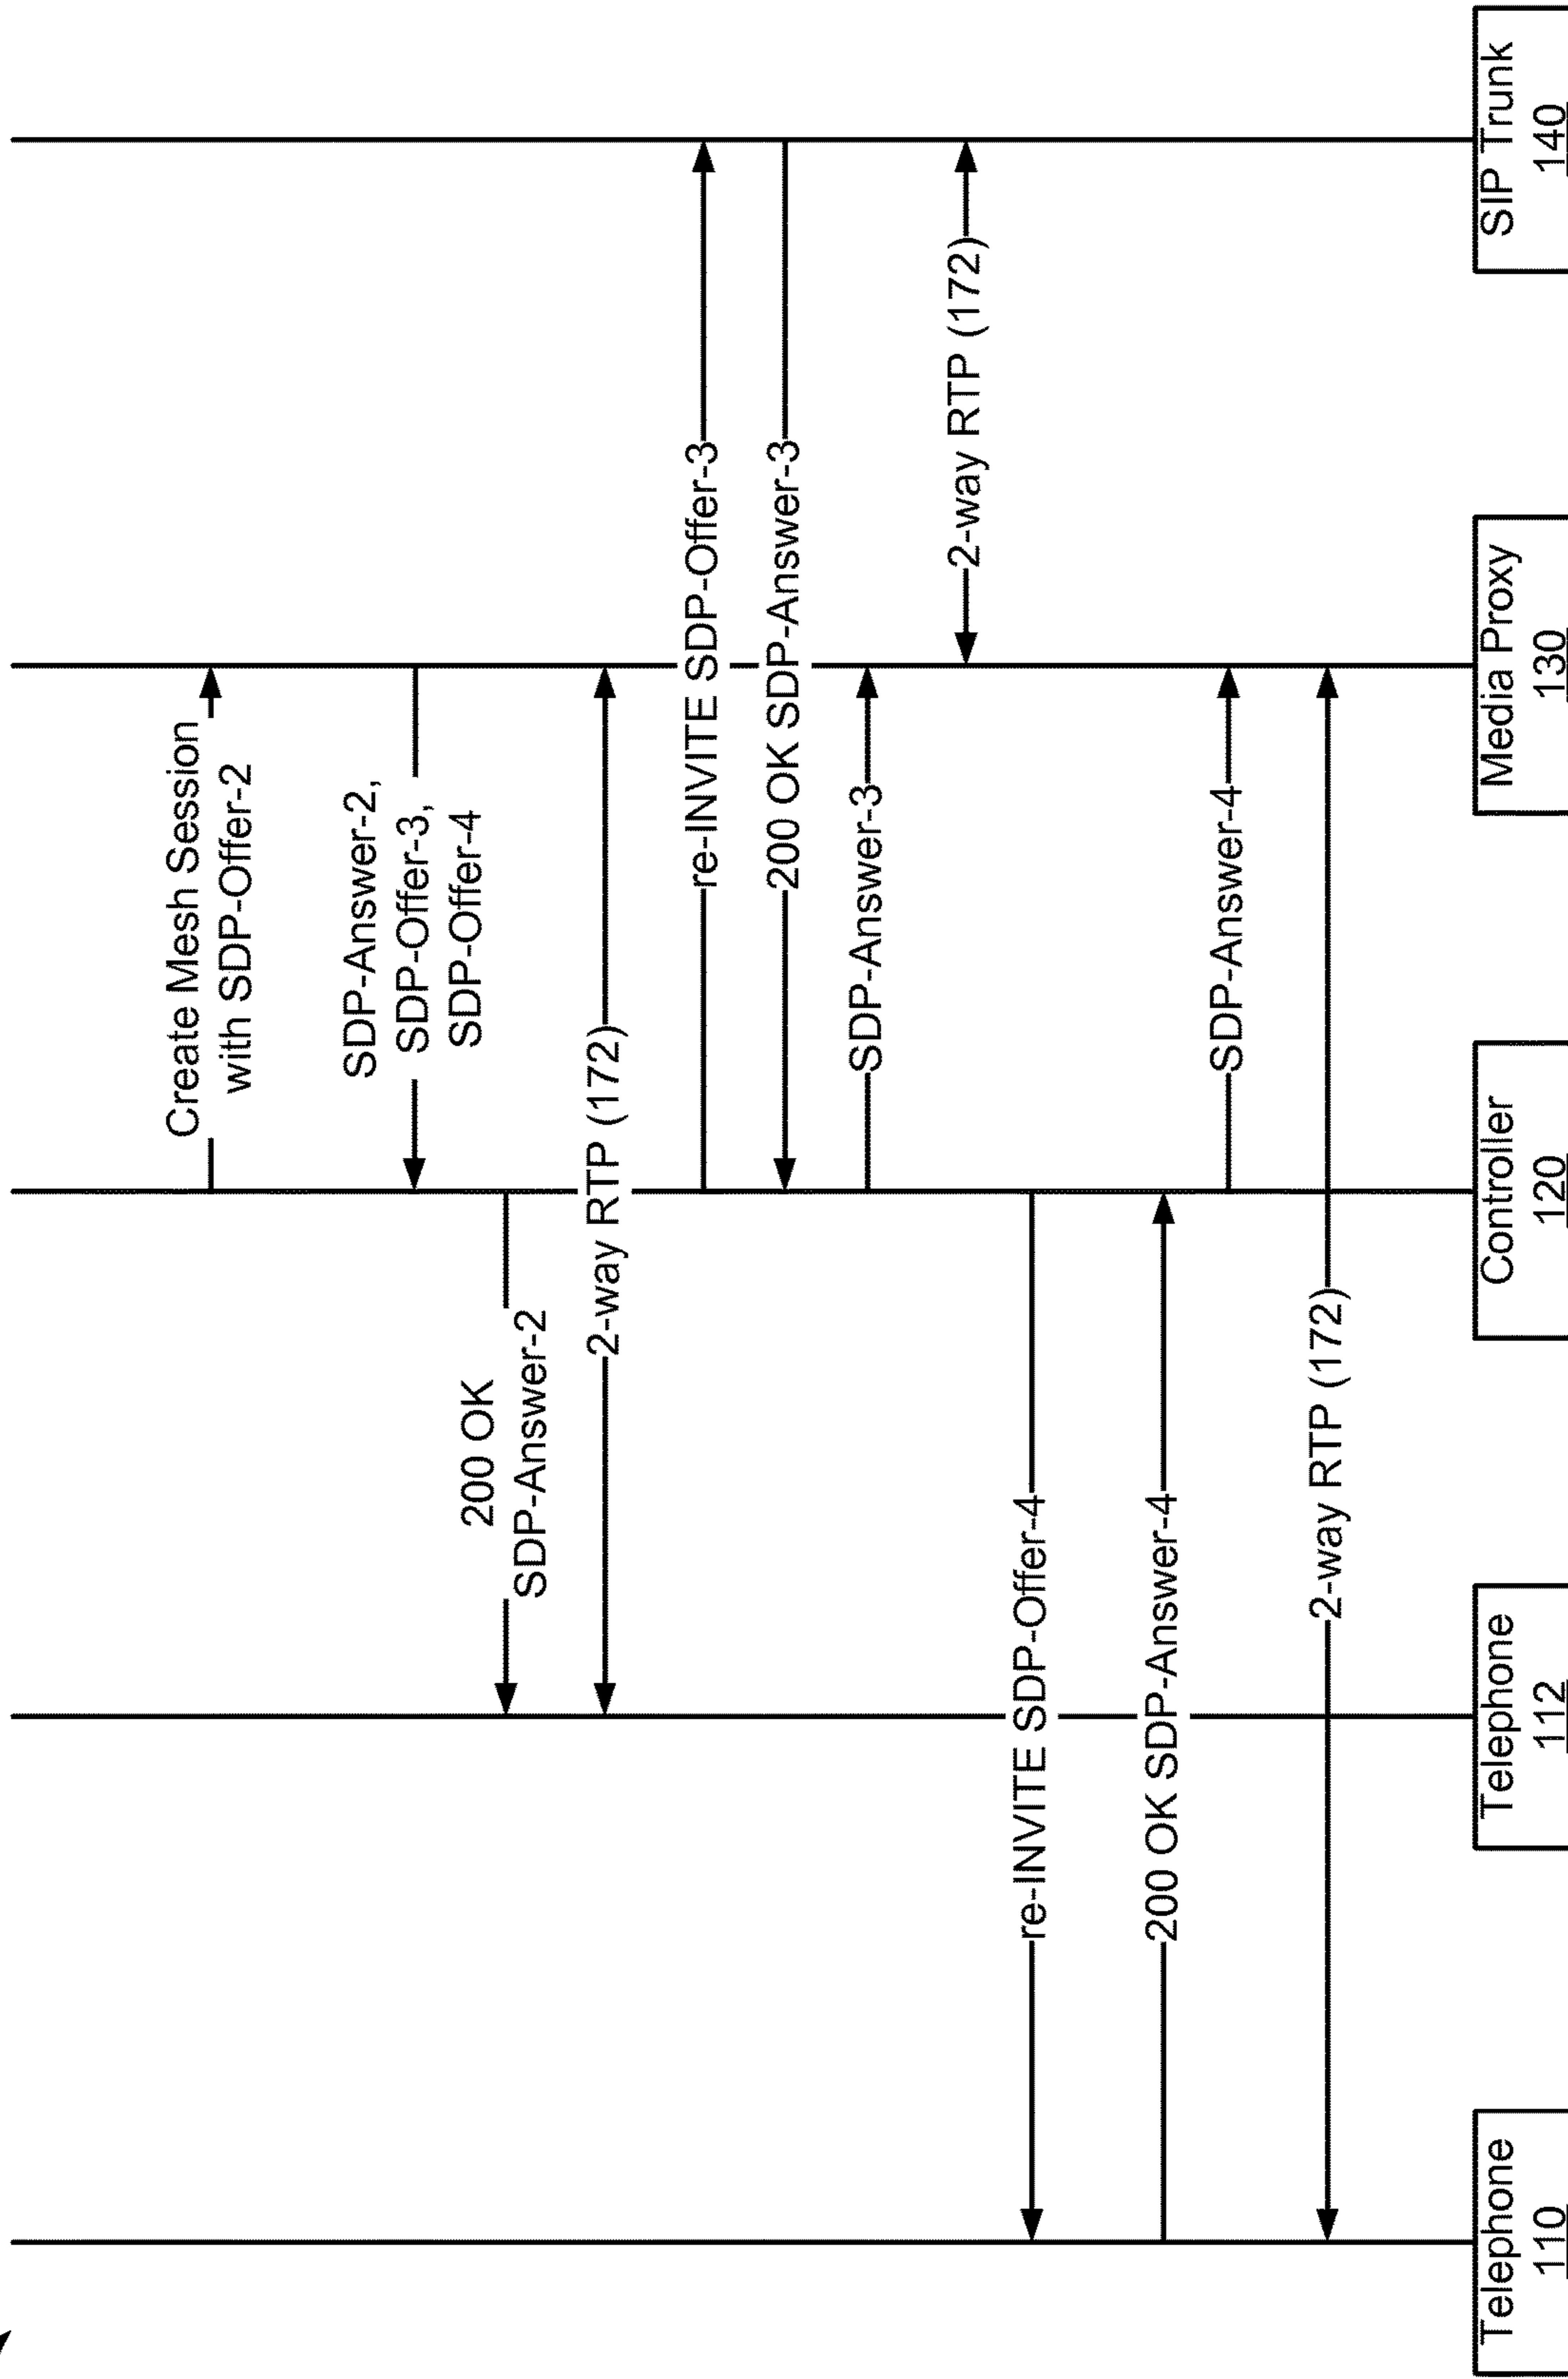 Create Mesh Session
with SDP-Offer-2
SDP-Answer-2,
SDP-Offer-3,
SDP-Offer-4
200 OK
SDP-Answer-2
2-way RTP (172)
re-INVITE SDP-Offer-3
200 OK SDP-Answer-3
SDP-Answer-3
2-way RTP (172)
re-INVITE SDP-Offer-4
200 OK SDP-Answer-4
SDP-Answer-4
2-way RTP (172)
Telephone
110
Telephone
112
Controller
120
Media Proxy
130
SIP Trunk
140